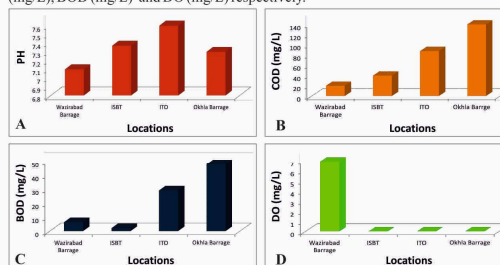 (mg/L), BOD (mg/L) and DO (mg/L) respectively.
PH
7.6
7.5
7.4
7.3
7.2
7.1
7
6.9
6.8
Wazirabad Barrage
ISBT
ITO
Okhla Barrage
A
Locations
COD (mg/L)
140
120
100
80
60
40
20
0
Wazirabad Barrage
ISBT
ITO
Okhla Barrge
B
Locations
BOD (mg/L)
50
40
30
20
10
0
Wazirabad Barrage
ISBT
ITO
Okhla Barrage
C
Locations
DO (mg/L)
7
6
5
4
3
2
1
0
Wazirabad Barrage
ISBT
ITO
Okhla Barrage
D
Locations